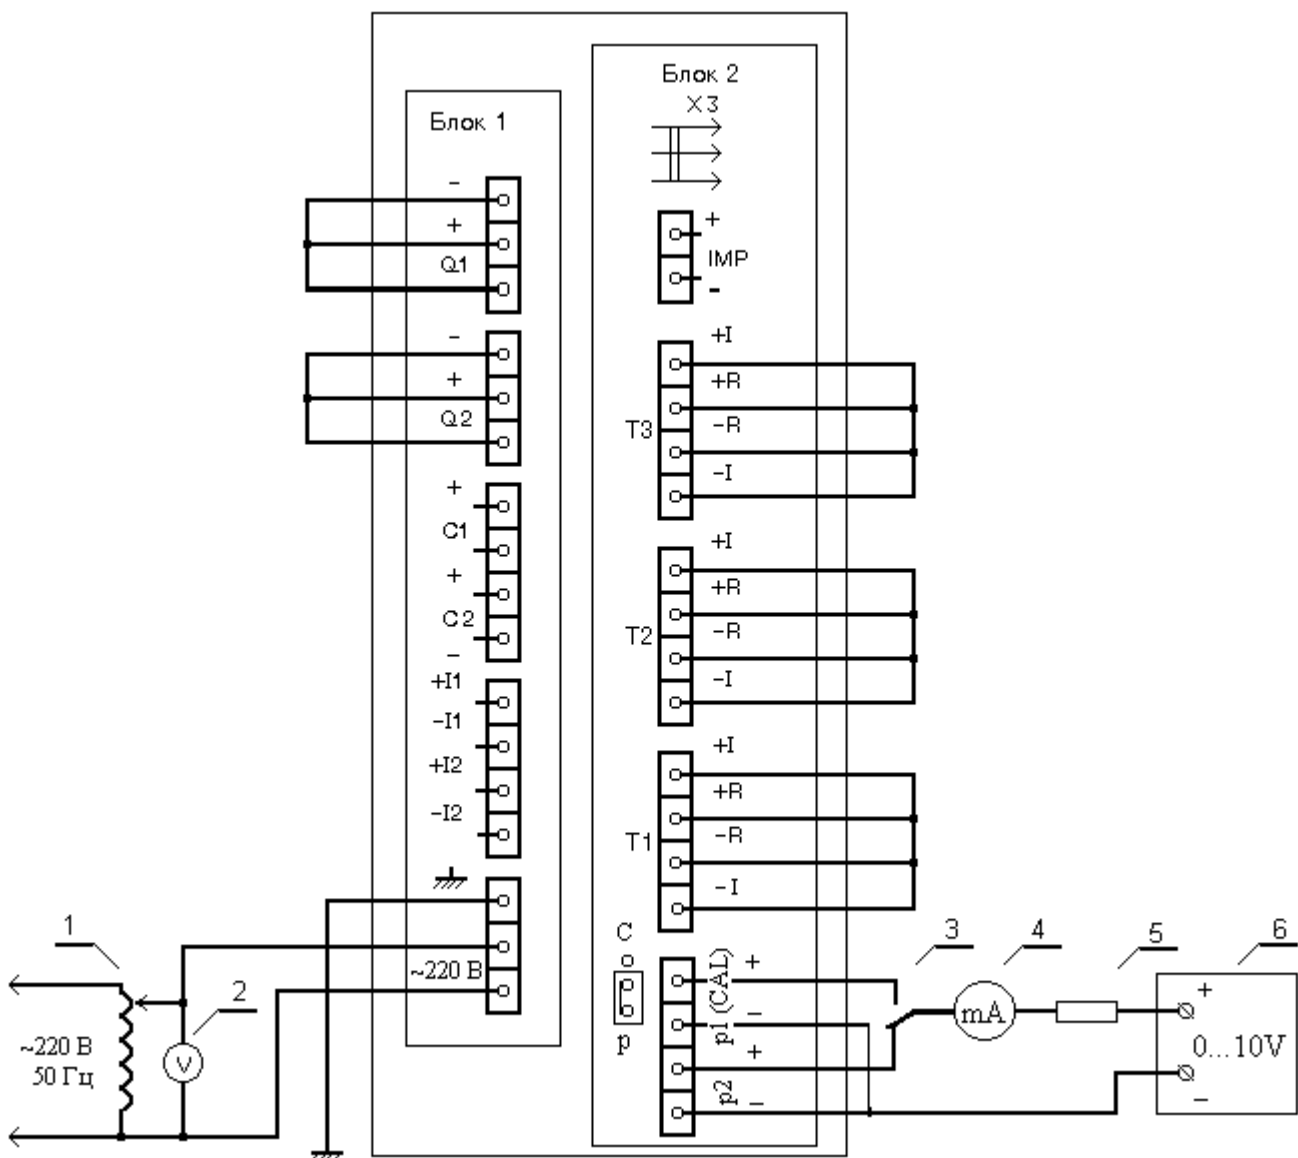 Блок 2
X3
Блок 1
–
+
Q1
–
+
Q2
+
C1
+
C2
–
+I1
–I1
+I2
–I2
~220 В
+
IMP
-
+I
+R
T3
–R
–I
+I
+R
T2
–R
–I
+I
+R
T1
–R
–I
C
p
p1 (CAL)
+
–
p2
+
–
1
2
~220 В
50 Гц
V
3
4
5
6
mA
+
0...10V
–